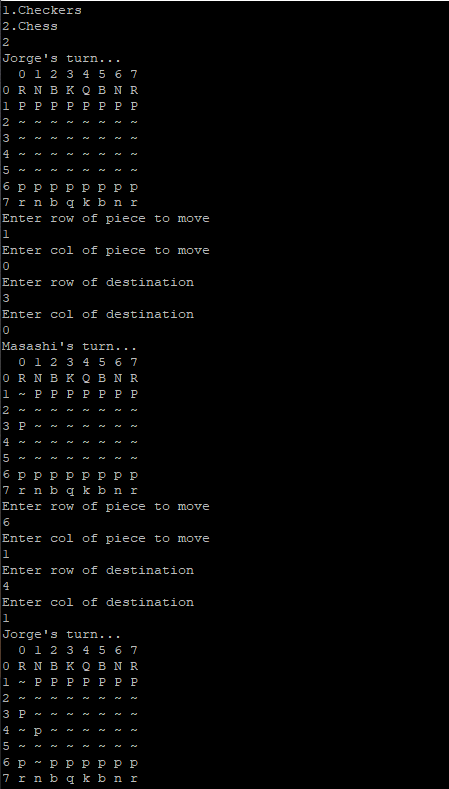 1.Checkers
2.Chess
2
Jorge's turn...
  0 1 2 3 4 5 6 7
0 R N B K Q B N R
1 P P P P P P P P
2 ~ ~ ~ ~ ~ ~ ~ ~
3 ~ ~ ~ ~ ~ ~ ~ ~
4 ~ ~ ~ ~ ~ ~ ~ ~
5 ~ ~ ~ ~ ~ ~ ~ ~
6 p p p p p p p p
7 r n b q k b n r
Enter row of piece to move
1
Enter col of piece to move
0
Enter row of destination
3
Enter col of destination
0
Masashi's turn...
  0 1 2 3 4 5 6 7
0 R N B K Q B N R
1 ~ P P P P P P P
2 ~ ~ ~ ~ ~ ~ ~ ~
3 P ~ ~ ~ ~ ~ ~ ~
4 ~ ~ ~ ~ ~ ~ ~ ~
5 ~ ~ ~ ~ ~ ~ ~ ~
6 p p p p p p p p
7 r n b q k b n r
Enter row of piece to move
6
Enter col of piece to move
1
Enter row of destination
4
Enter col of destination
1
Jorge's turn...
  0 1 2 3 4 5 6 7
0 R N B K Q B N R
1 ~ P P P P P P P
2 ~ ~ ~ ~ ~ ~ ~ ~
3 P ~ ~ ~ ~ ~ ~ ~
4 ~ p ~ ~ ~ ~ ~ ~
5 ~ ~ ~ ~ ~ ~ ~ ~
6 p ~ p p p p p p
7 r n b q k b n r